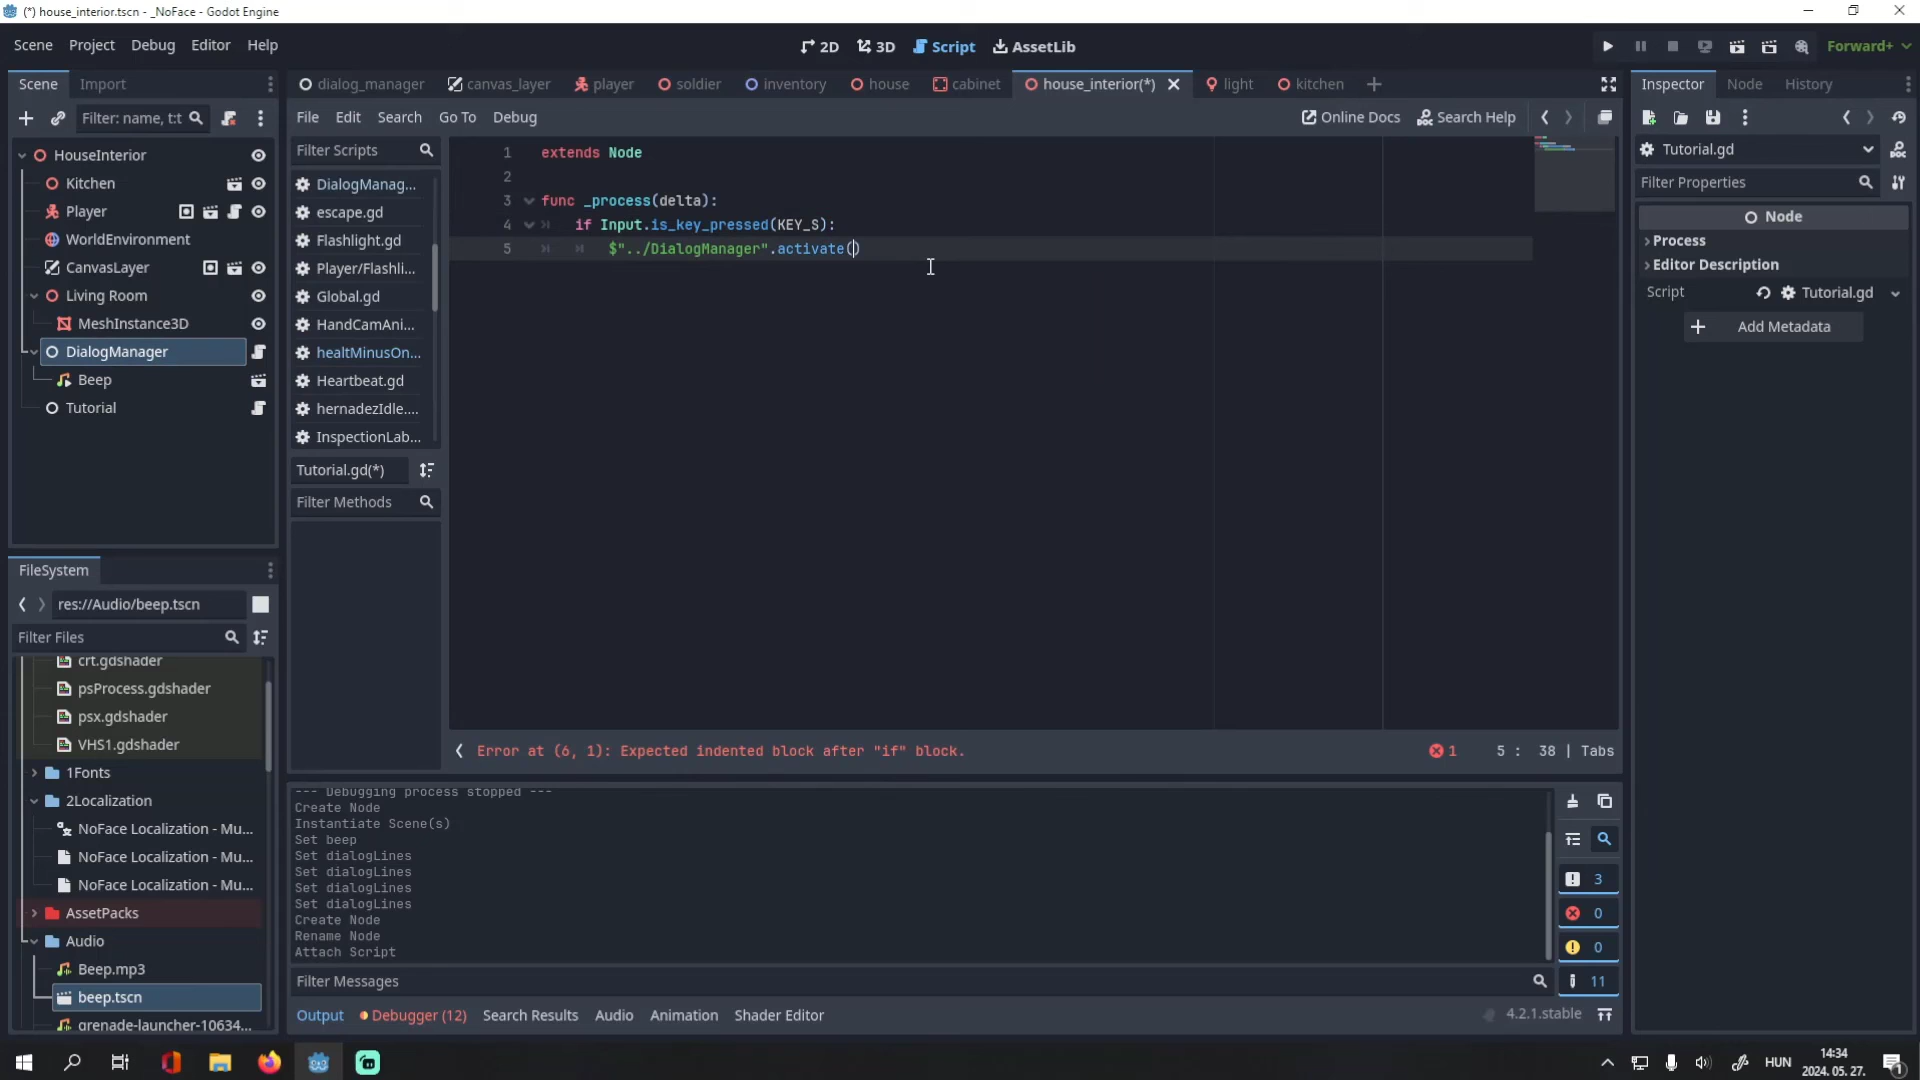 (*) house_interior.tscn - _NoFace - Godot Engine
Scene Project Debug Editor Help
2D 3D Script AssetLib
Forward+
Scene Import
dialog_manager canvas_layer player soldier inventory house cabinet house_interior(*) light kitchen
Inspector Node History
Filter: name, t:t
File Edit Search Go To Debug
Online Docs Search Help
HouseInterior
Kitchen
Player
WorldEnvironment
CanvasLayer
Living Room
MeshInstance3D
DialogManager
Beep
Tutorial
Filter Scripts
DialogManag...
escape.gd
Flashlight.gd
Player/Flashli...
Global.gd
HandCamAni...
healtMinusOn...
Heartbeat.gd
hernadezIdle....
InspectionLab...
Tutorial.gd(*)
Filter Methods
1 extends Node
2
3 func _process(delta):
4 if Input.is_key_pressed(KEY_S):
5 $"../DialogManager".activate()
Error at (6, 1): Expected indented block after "if" block.
1 5 : 38 | Tabs
Tutorial.gd
Filter Properties
Node
Process
Editor Description
Script Tutorial.gd
Add Metadata
FileSystem
res://Audio/beep.tscn
Filter Files
crt.gdshader
psProcess.gdshader
psx.gdshader
VHS1.gdshader
1Fonts
2Localization
NoFace Localization - Mu...
NoFace Localization - Mu...
NoFace Localization - Mu...
AssetPacks
Audio
Beep.mp3
beep.tscn
grenade-launcher-10634...
--- Debugging process stopped ---
Create Node
Instantiate Scene(s)
Set beep
Set dialogLines
Set dialogLines
Set dialogLines
Set dialogLines
Create Node
Rename Node
Attach Script
3
0
0
11
Filter Messages
Output Debugger (12) Search Results Audio Animation Shader Editor
4.2.1.stable
HUN
14:34
2024. 05. 27.
1